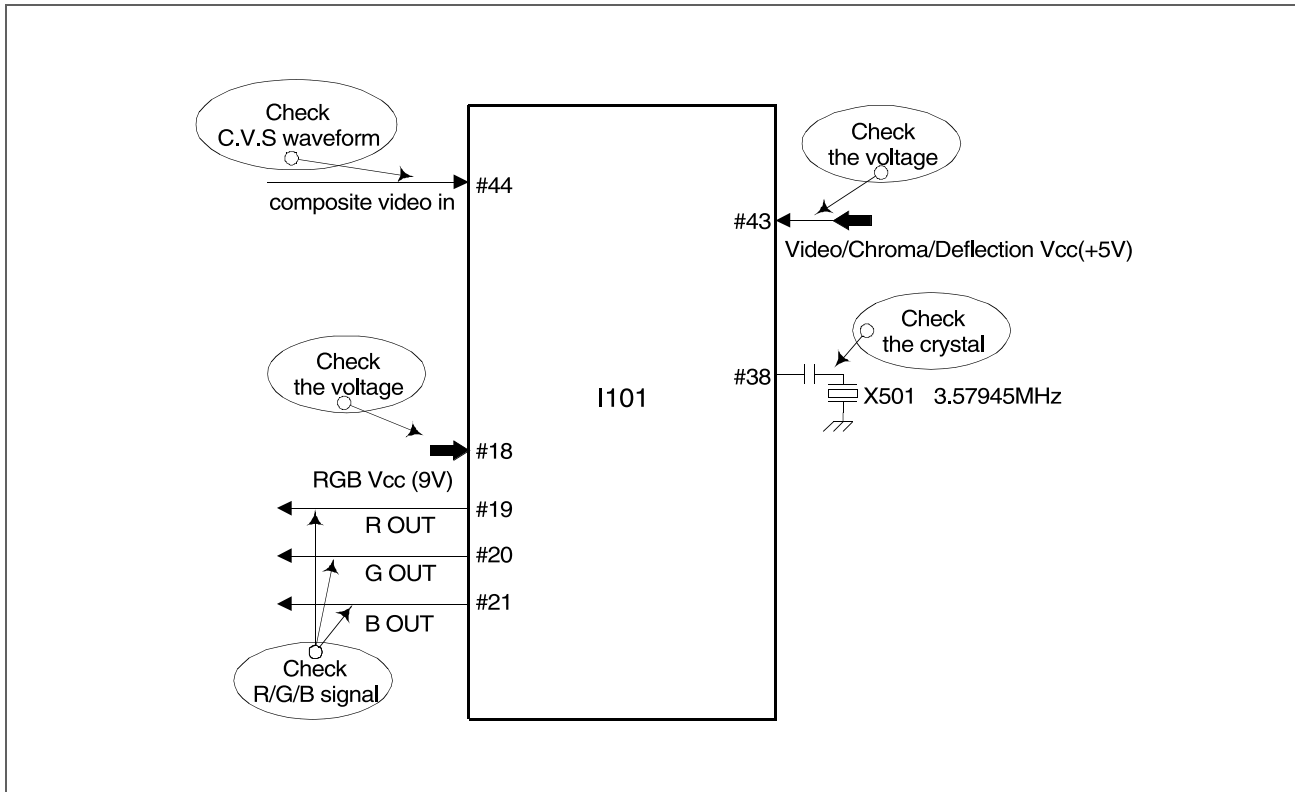 Check
C.V.S waveform
#44
composite video in
Check
the voltage
#43
Video/Chroma/Deflection Vcc(+5V)
Check
the crystal
#38
X501 3.57945MHz
I101
Check
the voltage
#18
RGB Vcc (9V)
#19
R OUT
#20
G OUT
#21
B OUT
Check
R/G/B signal